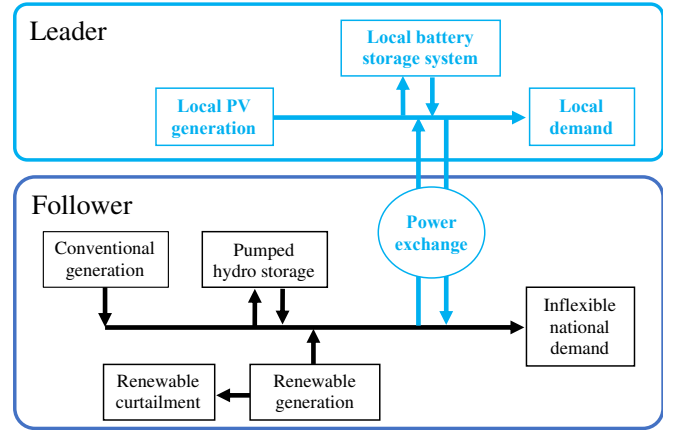 Leader
Local battery
storage system
Local PV
generation
Local
demand
Follower
Power
exchange
Conventional
generation
Pumped
hydro storage
Inflexible
national
demand
Renewable
curtailment
Renewable
generation